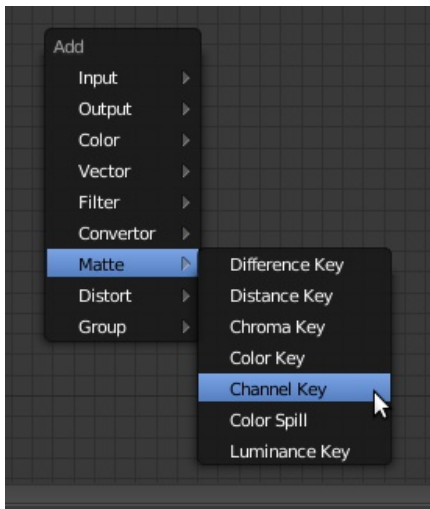 Add
Input
Output
Color
Vector
Filter
Convertor
Matte
Distort
Group
Difference Key
Distance Key
Chroma Key
Color Key
Channel Key
Color Spill
Luminance Key